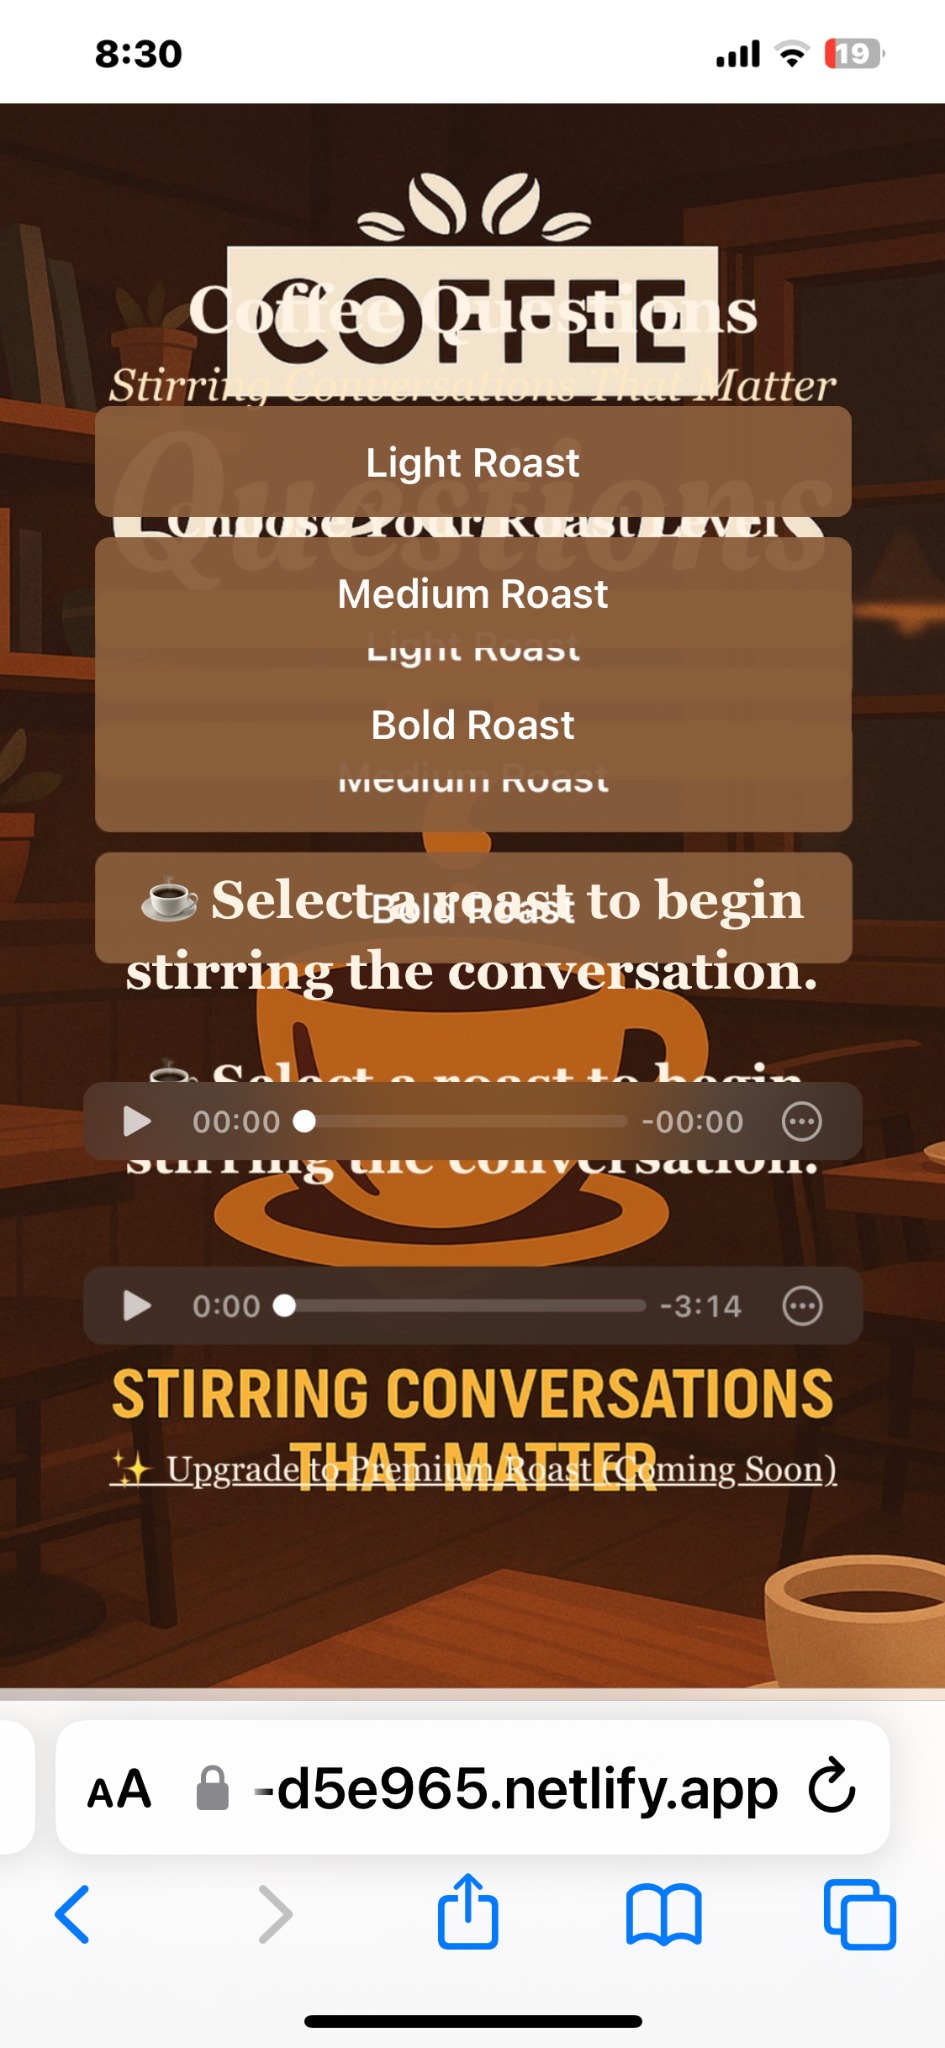 8:30
19
COFFEE
Coffee Questions
Stirring Conversations That Matter
Light Roast
Questions
Choose Your Roast Level
Medium Roast
Light Roast
Bold Roast
Medium Roast
☕ Select a roast to begin
Bold Roast
stirring the conversation.
☕ Select a roast to begin
00:00 -00:00
stirring the conversation.
0:00 -3:14
STIRRING CONVERSATIONS
THAT MATTER
✨ Upgrade to Premium Roast (Coming Soon)
AA -d5e965.netlify.app